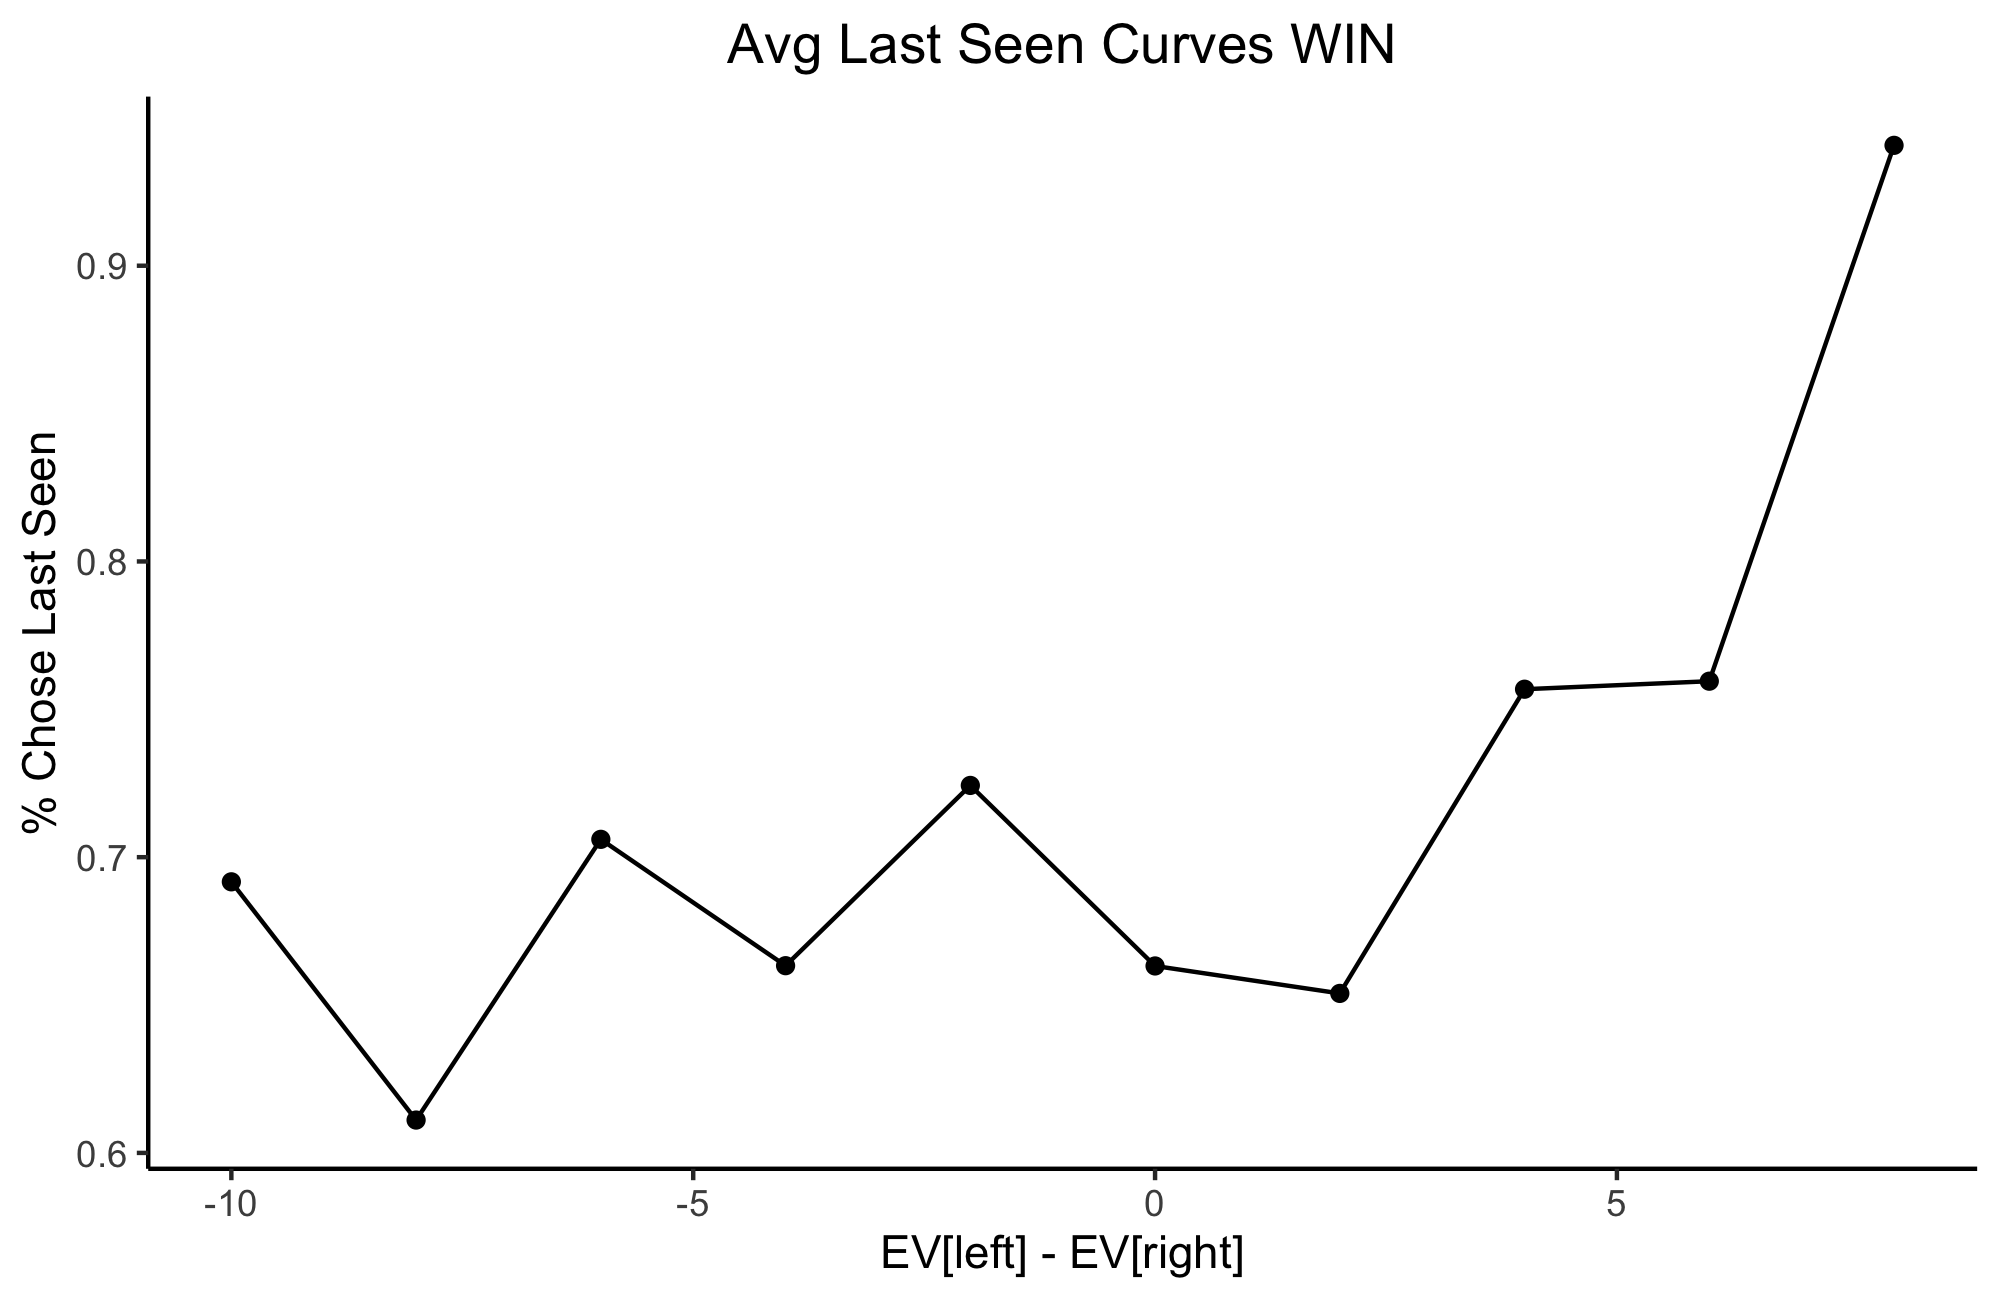 Avg Last Seen Curves WIN
% Chose Last Seen
0.9
0.8
0.7
0.6
-10
-5
0
5
EV[left] - EV[right]